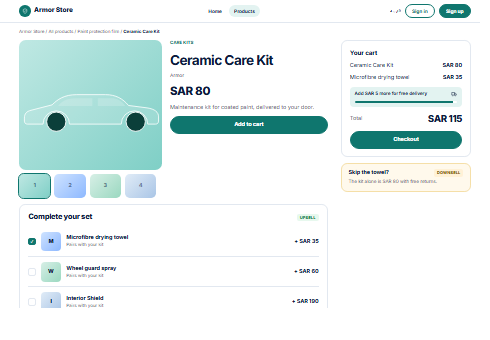 Armor Store
Home
Products
Sign in
Sign up
Armor Store / All products / Paint protection film / Ceramic Care Kit
CARE KITS
Ceramic Care Kit
Armor
SAR 80
Maintenance kit for coated paint, delivered to your door.
Add to cart
1
2
3
4
Complete your set
UPSELL
M
Microfibre drying towel
Pairs with your kit
+ SAR 35
W
Wheel guard spray
Pairs with your kit
+ SAR 60
I
Interior Shield
Pairs with your kit
+ SAR 190
Your cart
Ceramic Care Kit
SAR 80
Microfibre drying towel
SAR 35
Add SAR 5 more for free delivery
Total
SAR 115
Checkout
Skip the towel?
DOWNSELL
The kit alone is SAR 80 with free returns.